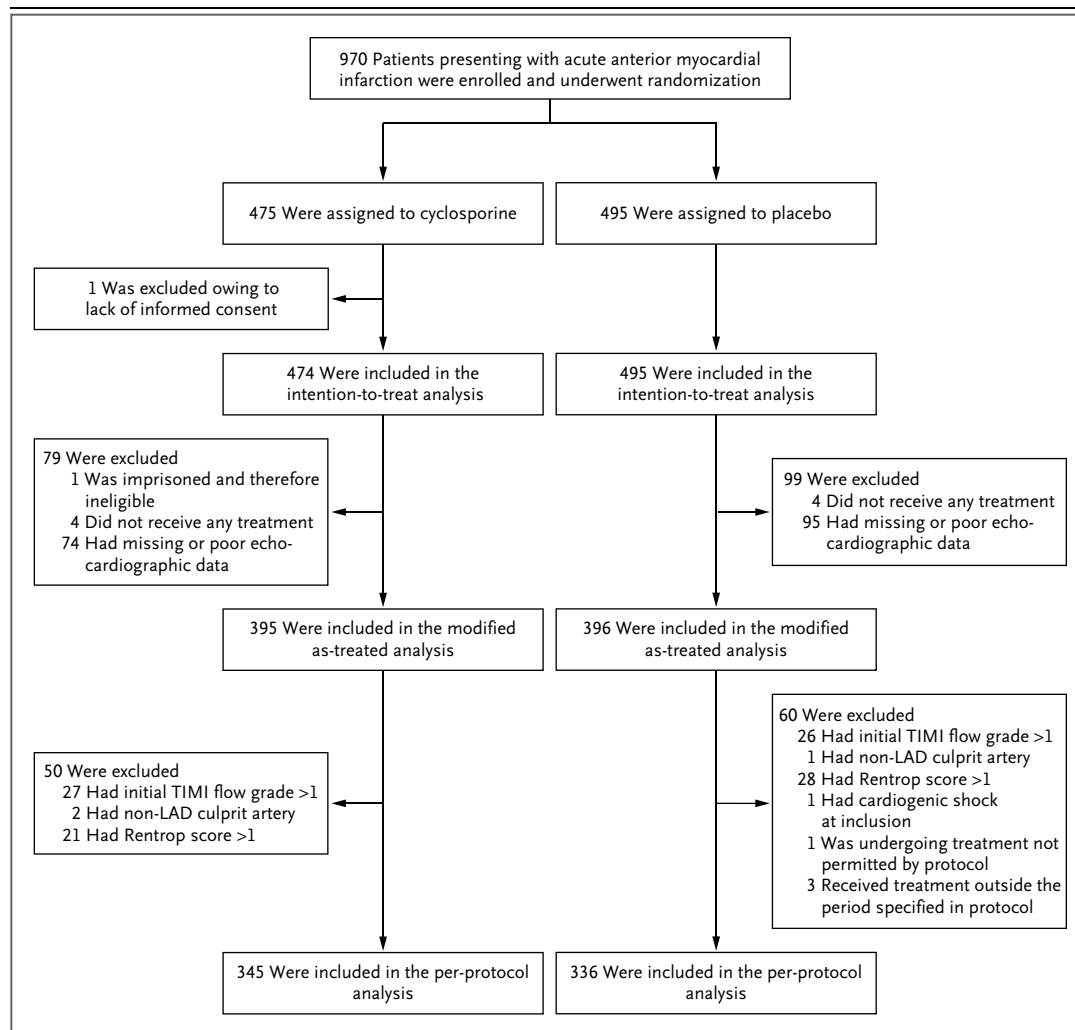 970 Patients presenting with acute anterior myocardial
infarction were enrolled and underwent randomization
475 Were assigned to cyclosporine
495 Were assigned to placebo
1 Was excluded owing to
lack of informed consent
474 Were included in the
intention-to-treat analysis
495 Were included in the
intention-to-treat analysis
79 Were excluded
1 Was imprisoned and therefore
ineligible
4 Did not receive any treatment
74 Had missing or poor echo-
cardiographic data
99 Were excluded
4 Did not receive any treatment
95 Had missing or poor echo-
cardiographic data
395 Were included in the modified
as-treated analysis
396 Were included in the modified
as-treated analysis
50 Were excluded
27 Had initial TIMI flow grade >1
2 Had non-LAD culprit artery
21 Had Rentrop score >1
60 Were excluded
26 Had initial TIMI flow grade >1
1 Had non-LAD culprit artery
28 Had Rentrop score >1
1 Had cardiogenic shock
at inclusion
1 Was undergoing treatment not
permitted by protocol
3 Received treatment outside the
period specified in protocol
345 Were included in the per-protocol
analysis
336 Were included in the per-protocol
analysis